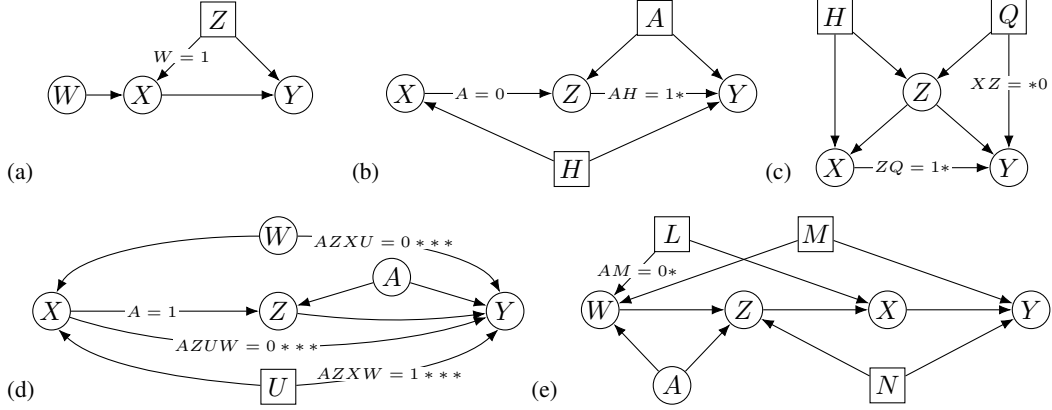 Z
W = 1
W X Y
(a)
A
X A = 0 Z AH = 1* Y
H
(b)
H Q
Z XZ = *0
X ZQ = 1* Y
(c)
W AZXU = 0 * * *
A
X A = 1 Z Y
AZUW = 0 * * *
U AZXW = 1 * * *
(d)
L M
AM = 0*
W Z X Y
A N
(e)